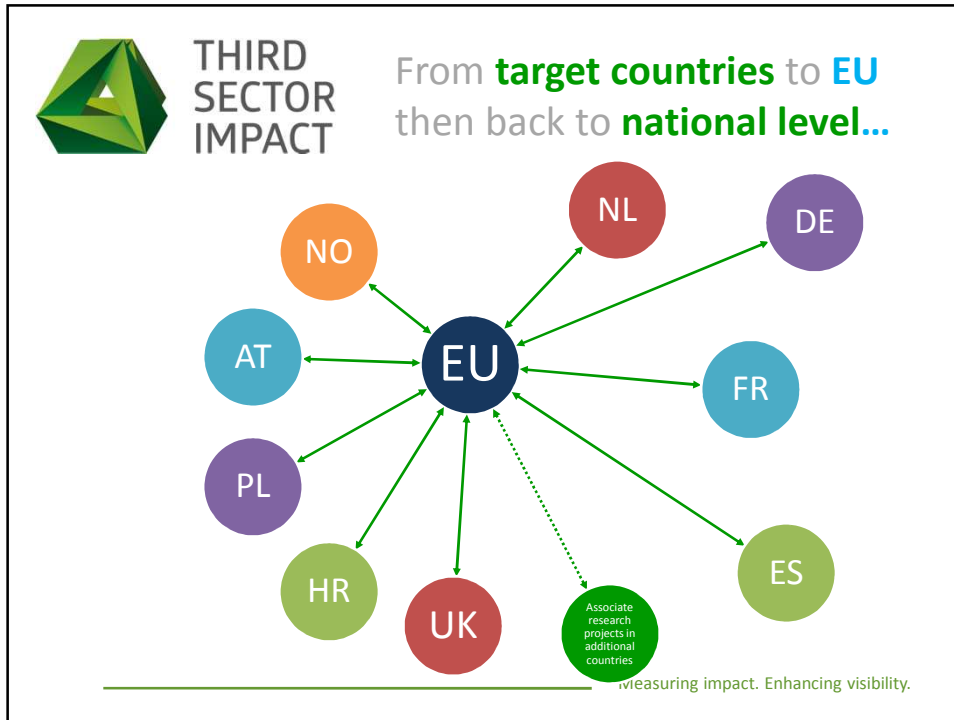 THIRD
SECTOR
IMPACT
From target countries to EU
then back to national level...
NL
DE
NO
AT
EU
FR
PL
HR
UK
ES
Associate
research
projects in
additional
countries
Measuring impact. Enhancing visibility.